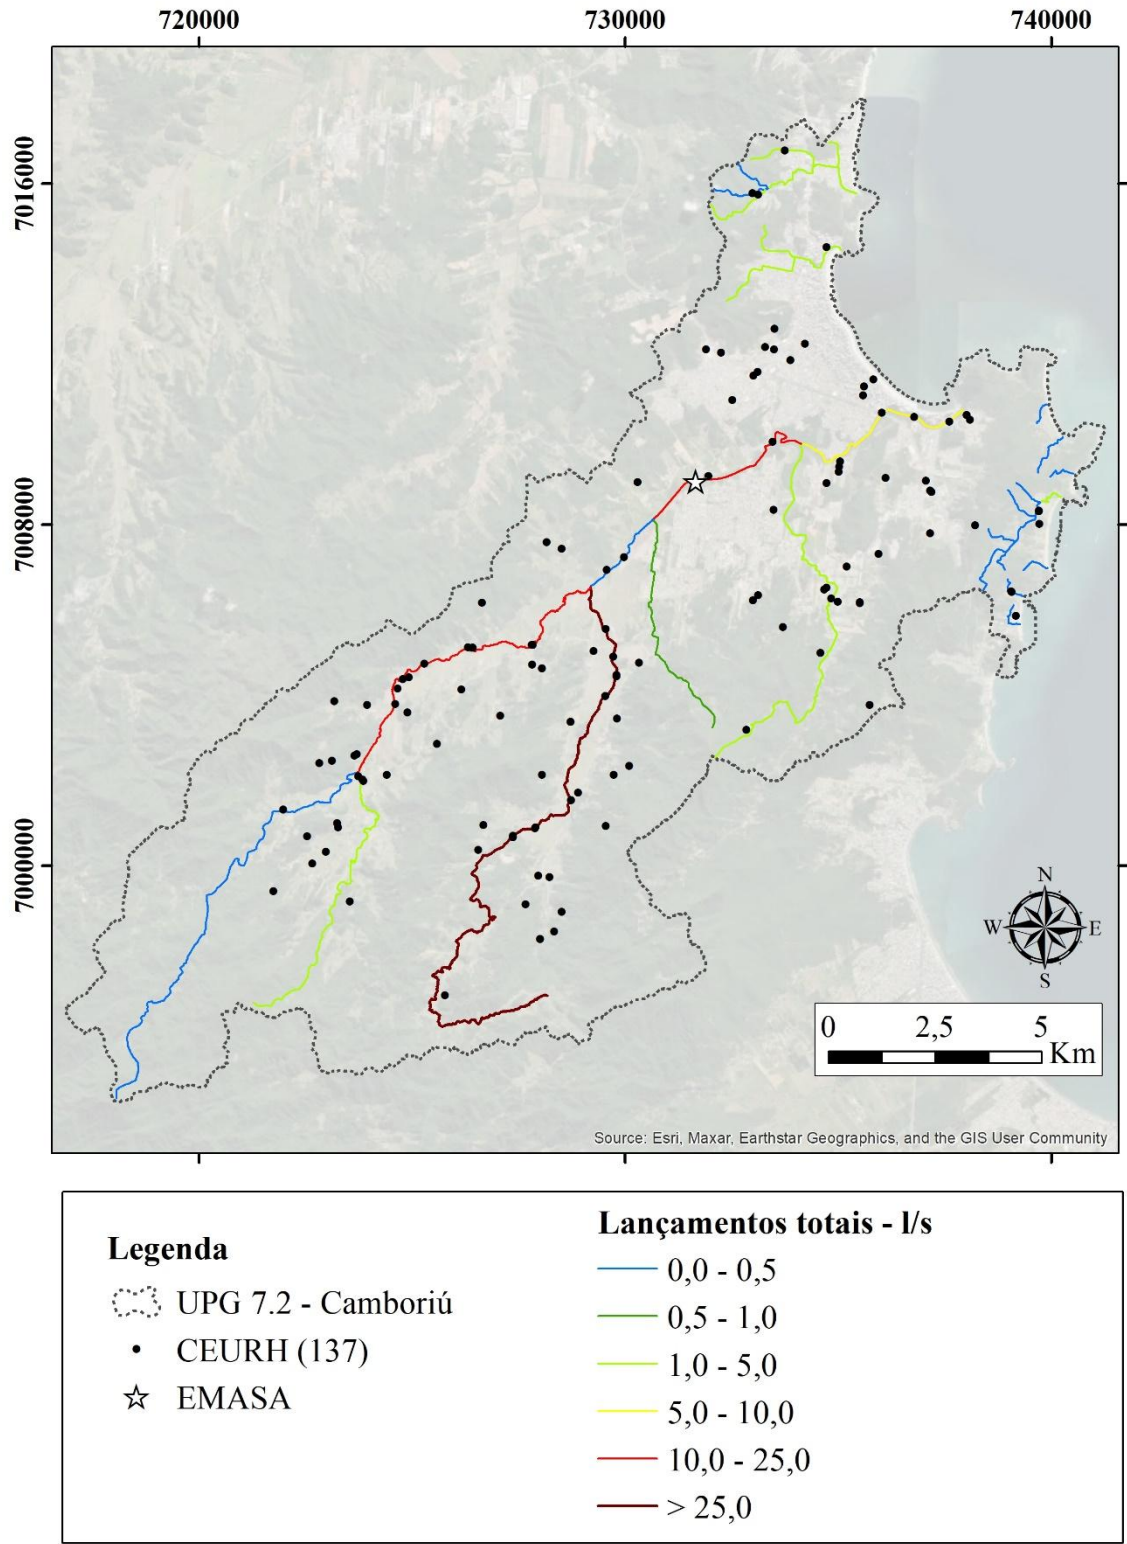 720000 730000 740000
7016000
7008000
7000000
N
W E
S
0 2,5 5
Km
Source: Esri, Maxar, Earthstar Geographics, and the GIS User Community
Legenda
UPG 7.2 - Camboriú
CEURH (137)
EMASA
Lançamentos totais - l/s
0,0 - 0,5
0,5 - 1,0
1,0 - 5,0
5,0 - 10,0
10,0 - 25,0
> 25,0